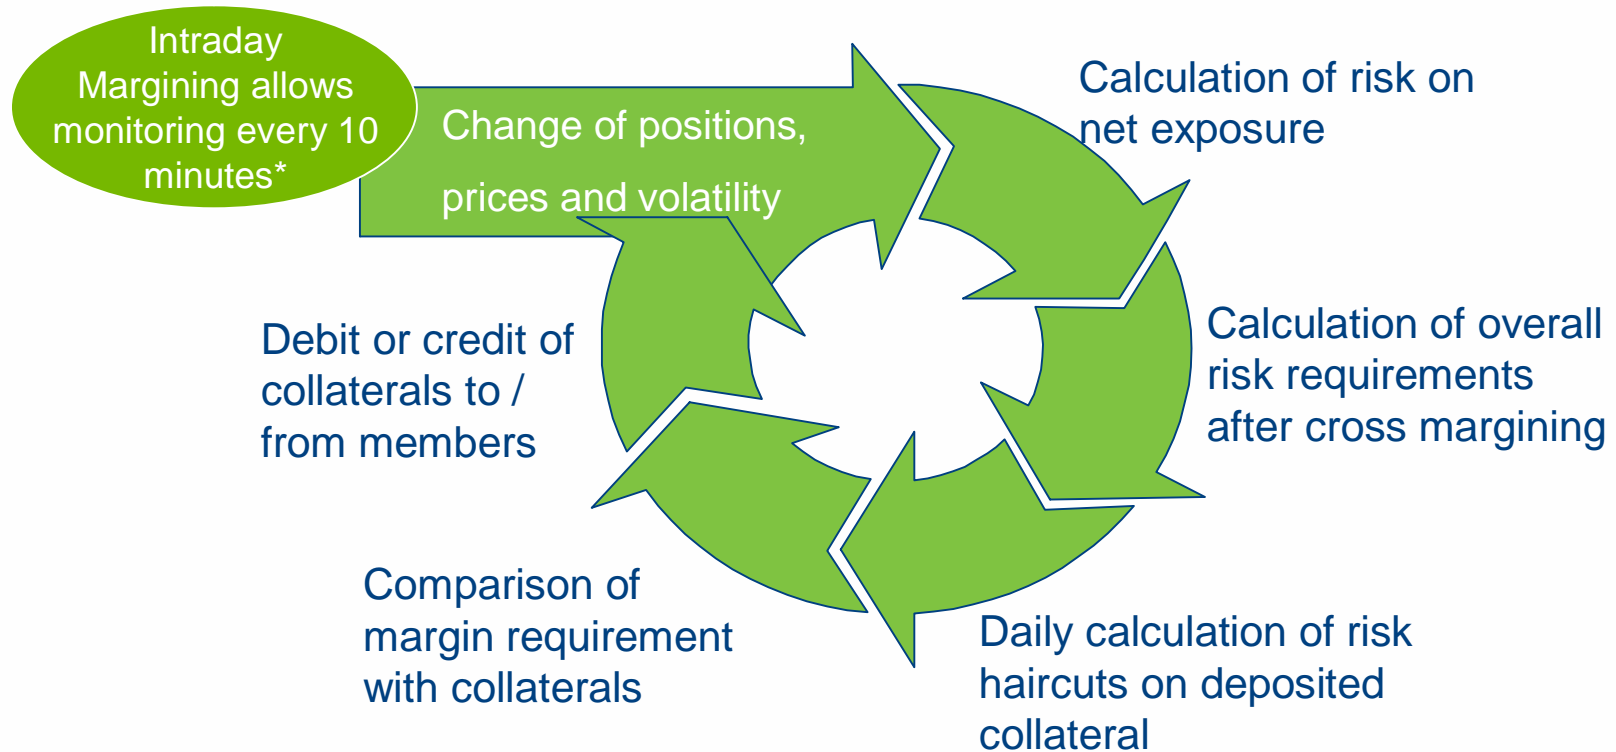 Intraday
Margining allows
monitoring every 10
minutes*
Change of positions,
prices and volatility
Calculation of risk on
net exposure
Calculation of overall
risk requirements
after cross margining
Daily calculation of risk
haircuts on deposited
collateral
Comparison of
margin requirement
with collaterals
Debit or credit of
collaterals to /
from members